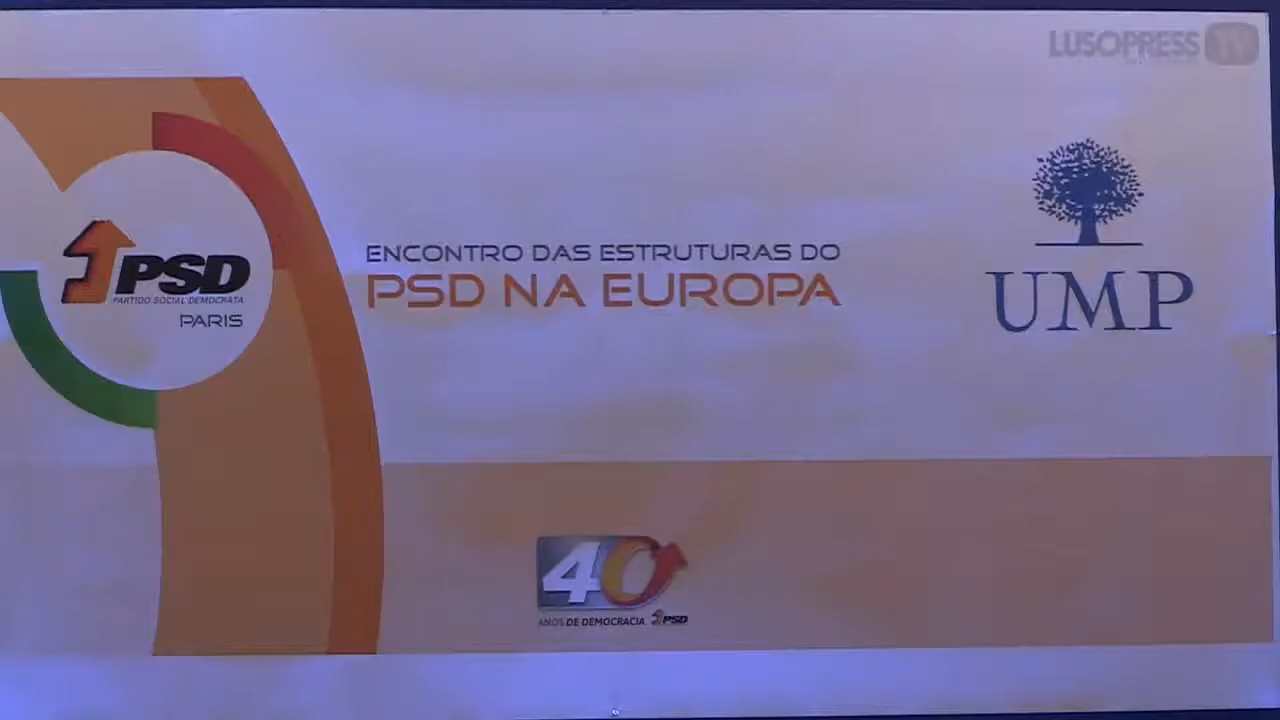 LUSOPRESS TV
PSD
PARTIDO SOCIAL DEMOCRATA
PARIS
ENCONTRO DAS ESTRUTURAS DO
PSD NA EUROPA
UMP
40
ANOS DE DEMOCRACIA PSD